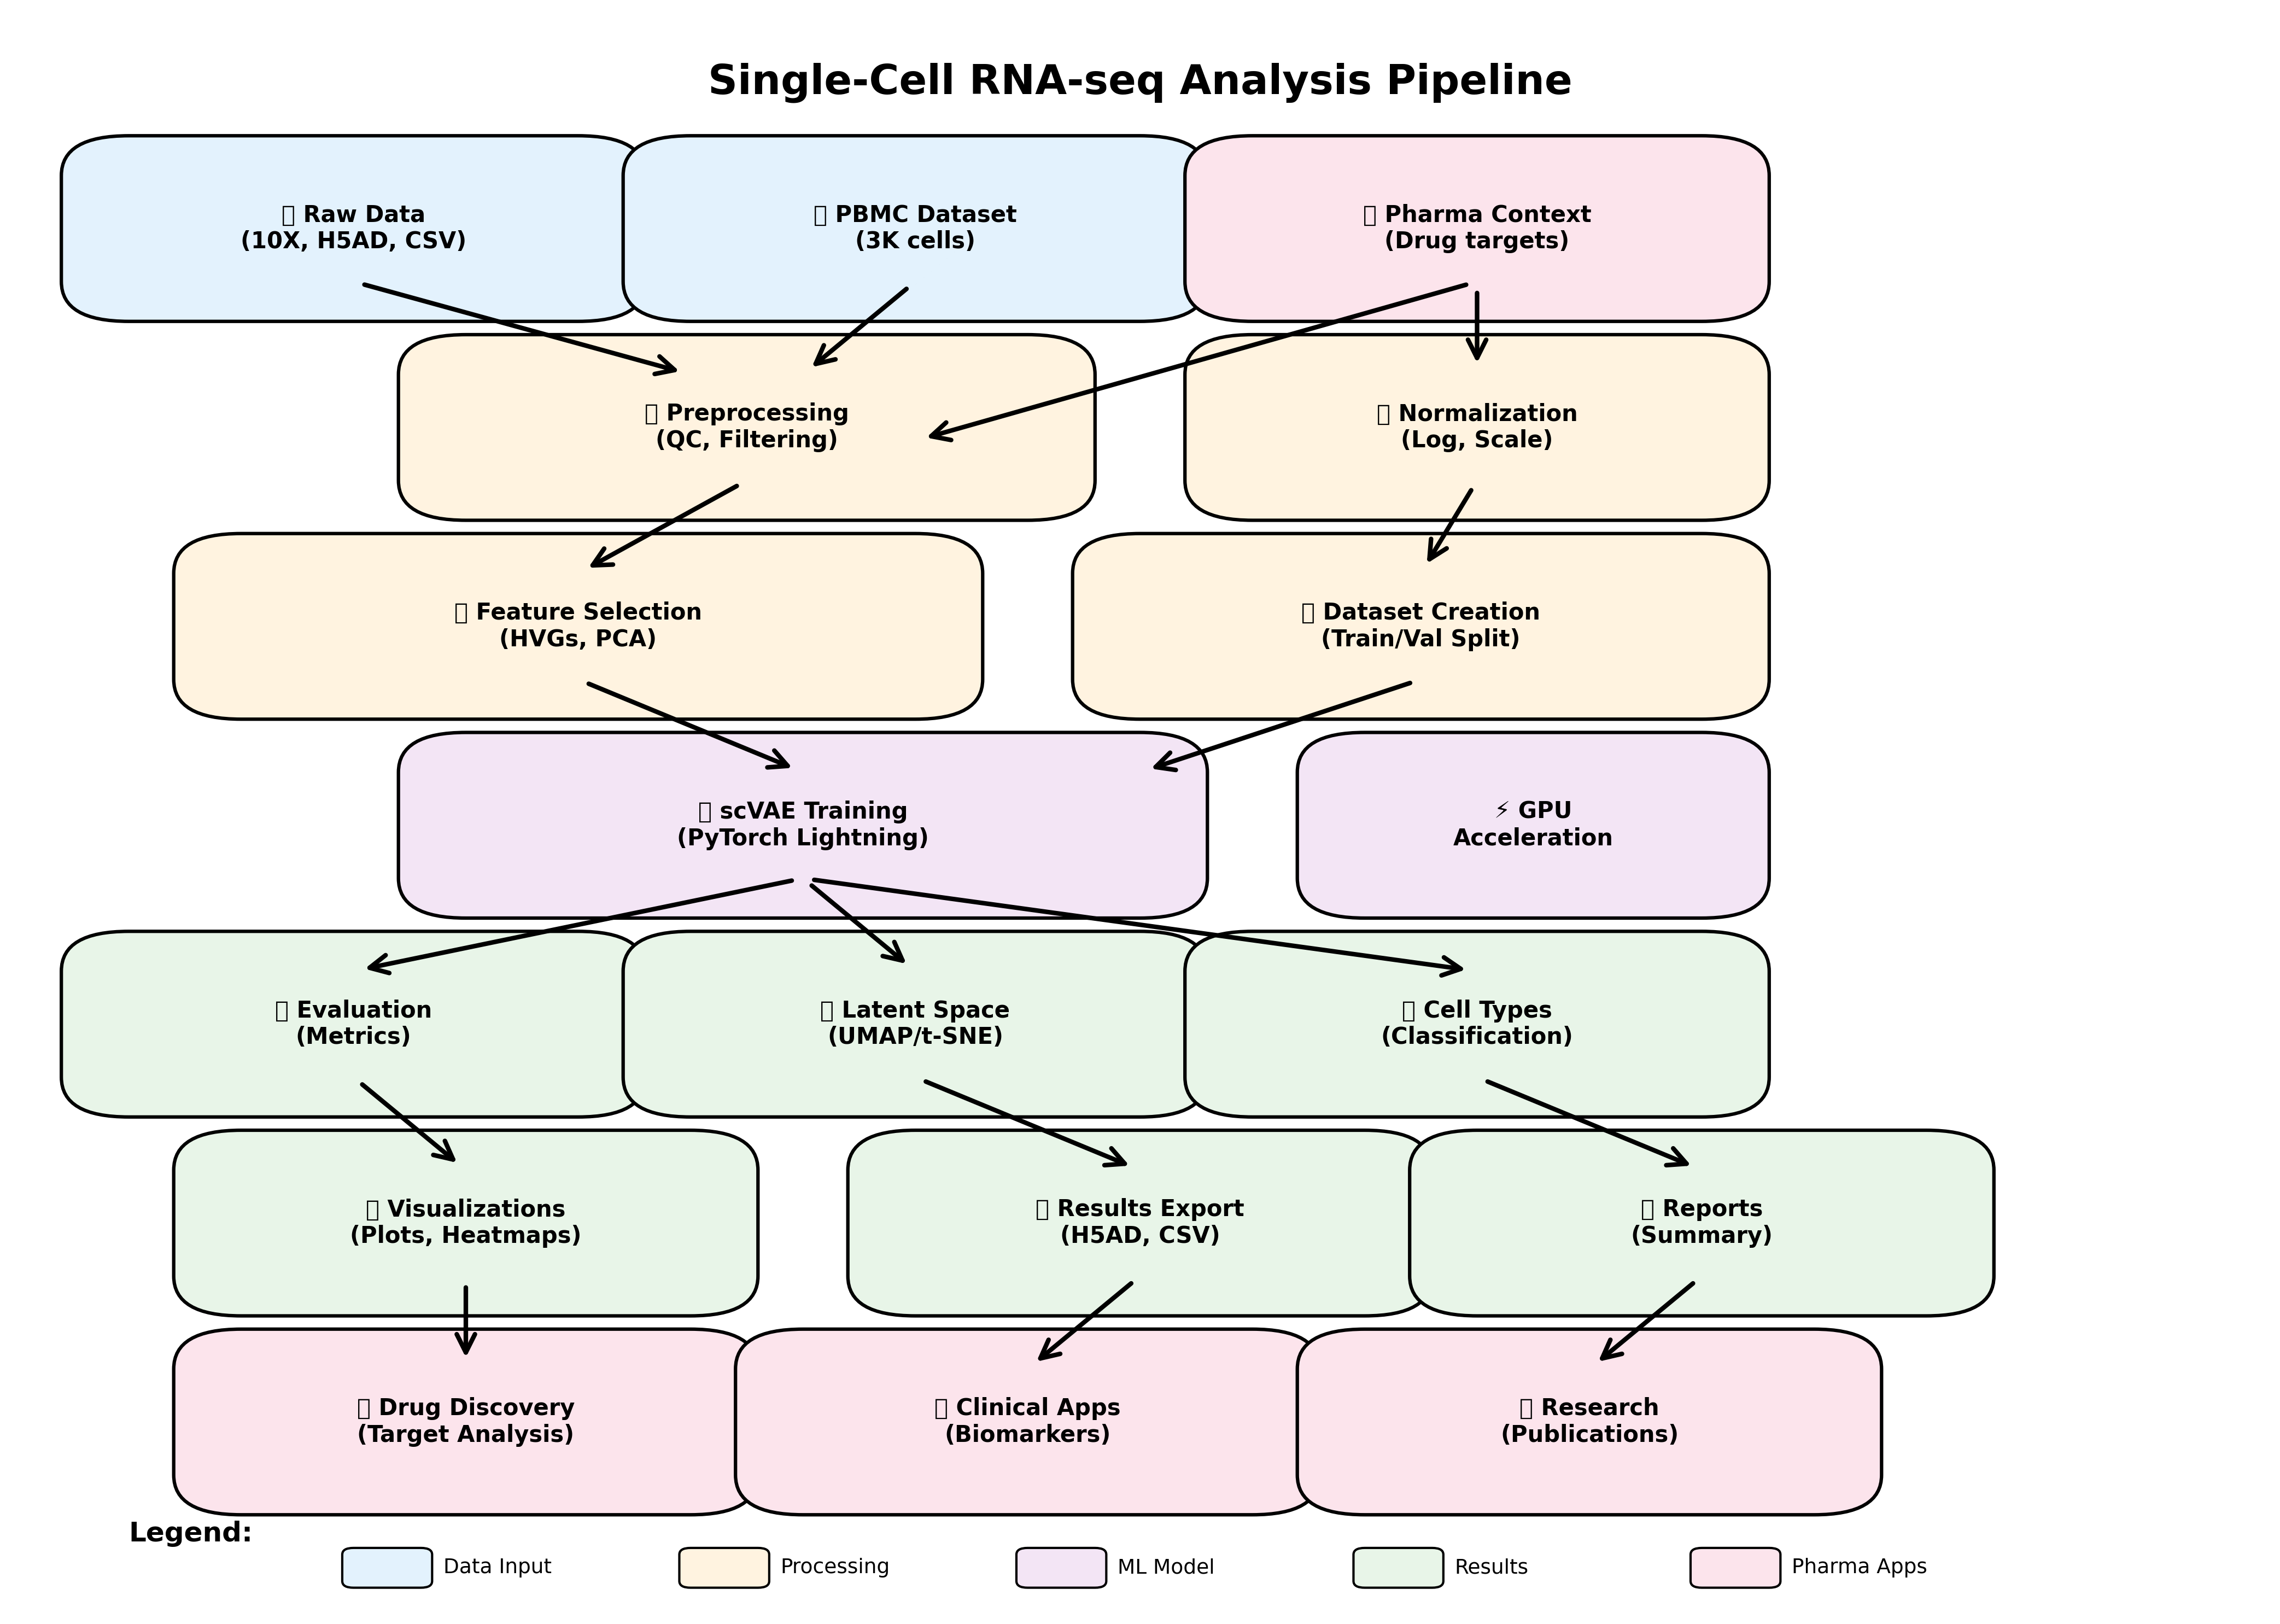 Single-Cell RNA-seq Analysis Pipeline
Raw Data
(10X, H5AD, CSV)
PBMC Dataset
(3K cells)
Pharma Context
(Drug targets)
Preprocessing
(QC, Filtering)
Normalization
(Log, Scale)
Feature Selection
(HVGs, PCA)
Dataset Creation
(Train/Val Split)
scVAE Training
(PyTorch Lightning)
⚡ GPU
Acceleration
Evaluation
(Metrics)
Latent Space
(UMAP/t-SNE)
Cell Types
(Classification)
Visualizations
(Plots, Heatmaps)
Results Export
(H5AD, CSV)
Reports
(Summary)
Drug Discovery
(Target Analysis)
Clinical Apps
(Biomarkers)
Research
(Publications)
Legend:
Data Input
Processing
ML Model
Results
Pharma Apps